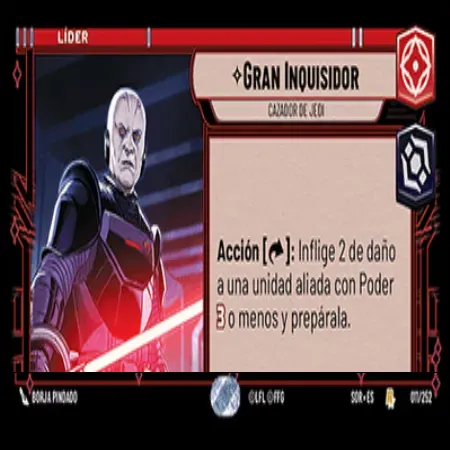 LÍDER
GRAN INQUISIDOR
CAZADOR DE JEDI
Acción [ ]: Inflige 2 de daño
a una unidad aliada con Poder
3 o menos y prepárala.
BORJA PINDADO
©LFL ©FFG
SOR • ES
011/252